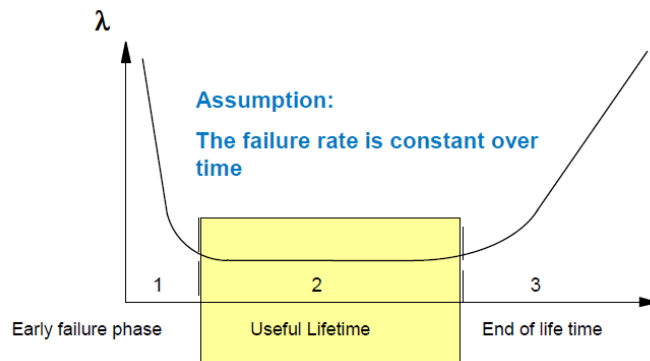 λ
Assumption:
The failure rate is constant over
time
1 2 3
Early failure phase Useful Lifetime End of life time